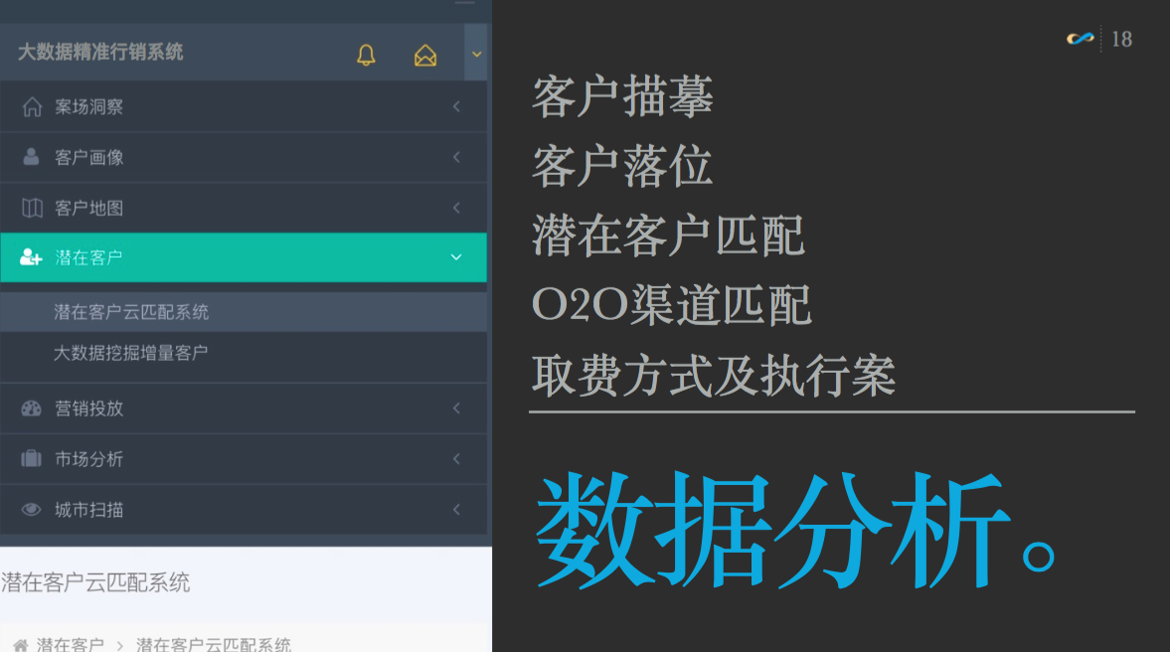 大数据精准行销系统
案场洞察
客户画像
客户地图
潜在客户
潜在客户云匹配系统
大数据挖掘增量客户
营销投放
市场分析
城市扫描
潜在客户云匹配系统
潜在客户 > 潜在客户云匹配系统
18
客户描摹
客户落位
潜在客户匹配
O2O渠道匹配
取费方式及执行案
数据分析。